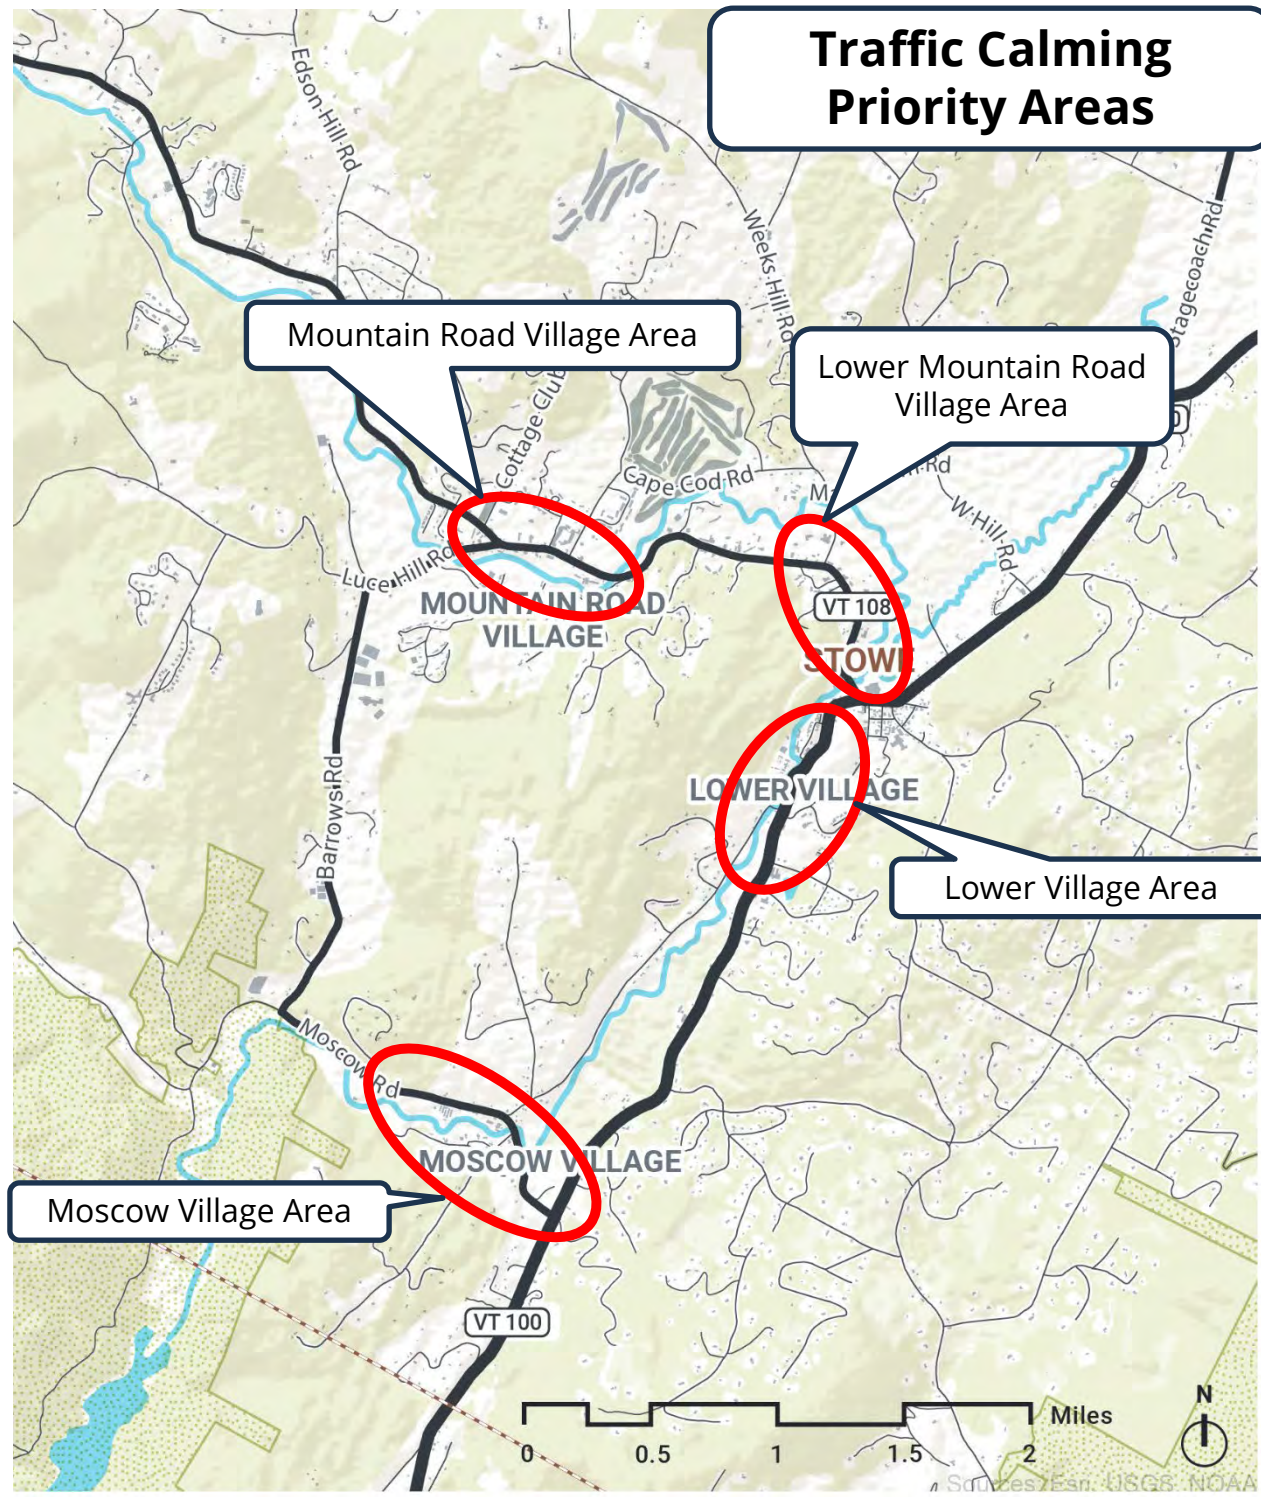 Traffic Calming
Priority Areas
Edson Hill Rd
Weeks Hill Rd
Stagecoach Rd
Mountain Road Village Area
Lower Mountain Road
Village Area
Cottage Club
Cape Cod Rd
Rd
W Hill Rd
Luce Hill Rd
MOUNTAIN ROAD
VILLAGE
VT 108
STOWE
LOWER VILLAGE
Barrows Rd
Lower Village Area
Moscow Rd
MOSCOW VILLAGE
Moscow Village Area
VT 100
Miles
0 0.5 1 1.5 2
N
Sources: Esri, USGS, NOAA